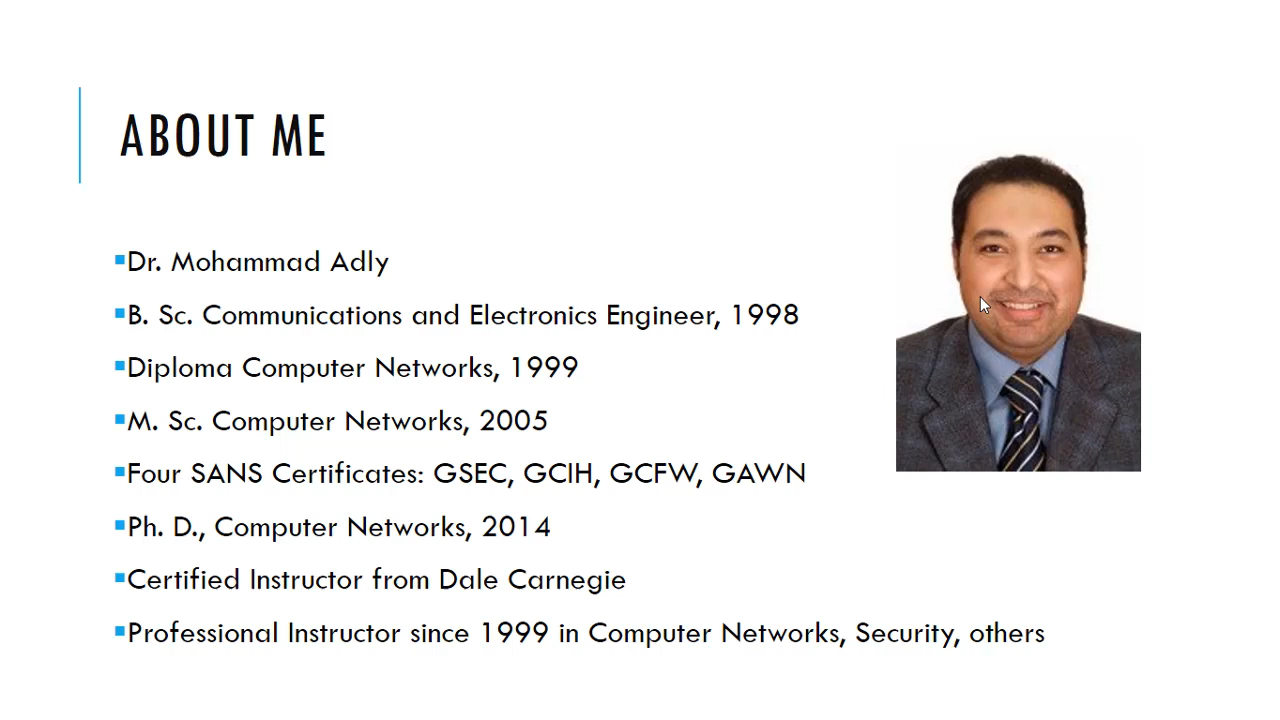 ABOUT ME
Dr. Mohammad Adly
B. Sc. Communications and Electronics Engineer, 1998
Diploma Computer Networks, 1999
M. Sc. Computer Networks, 2005
Four SANS Certificates: GSEC, GCIH, GCFW, GAWN
Ph. D., Computer Networks, 2014
Certified Instructor from Dale Carnegie
Professional Instructor since 1999 in Computer Networks, Security, others